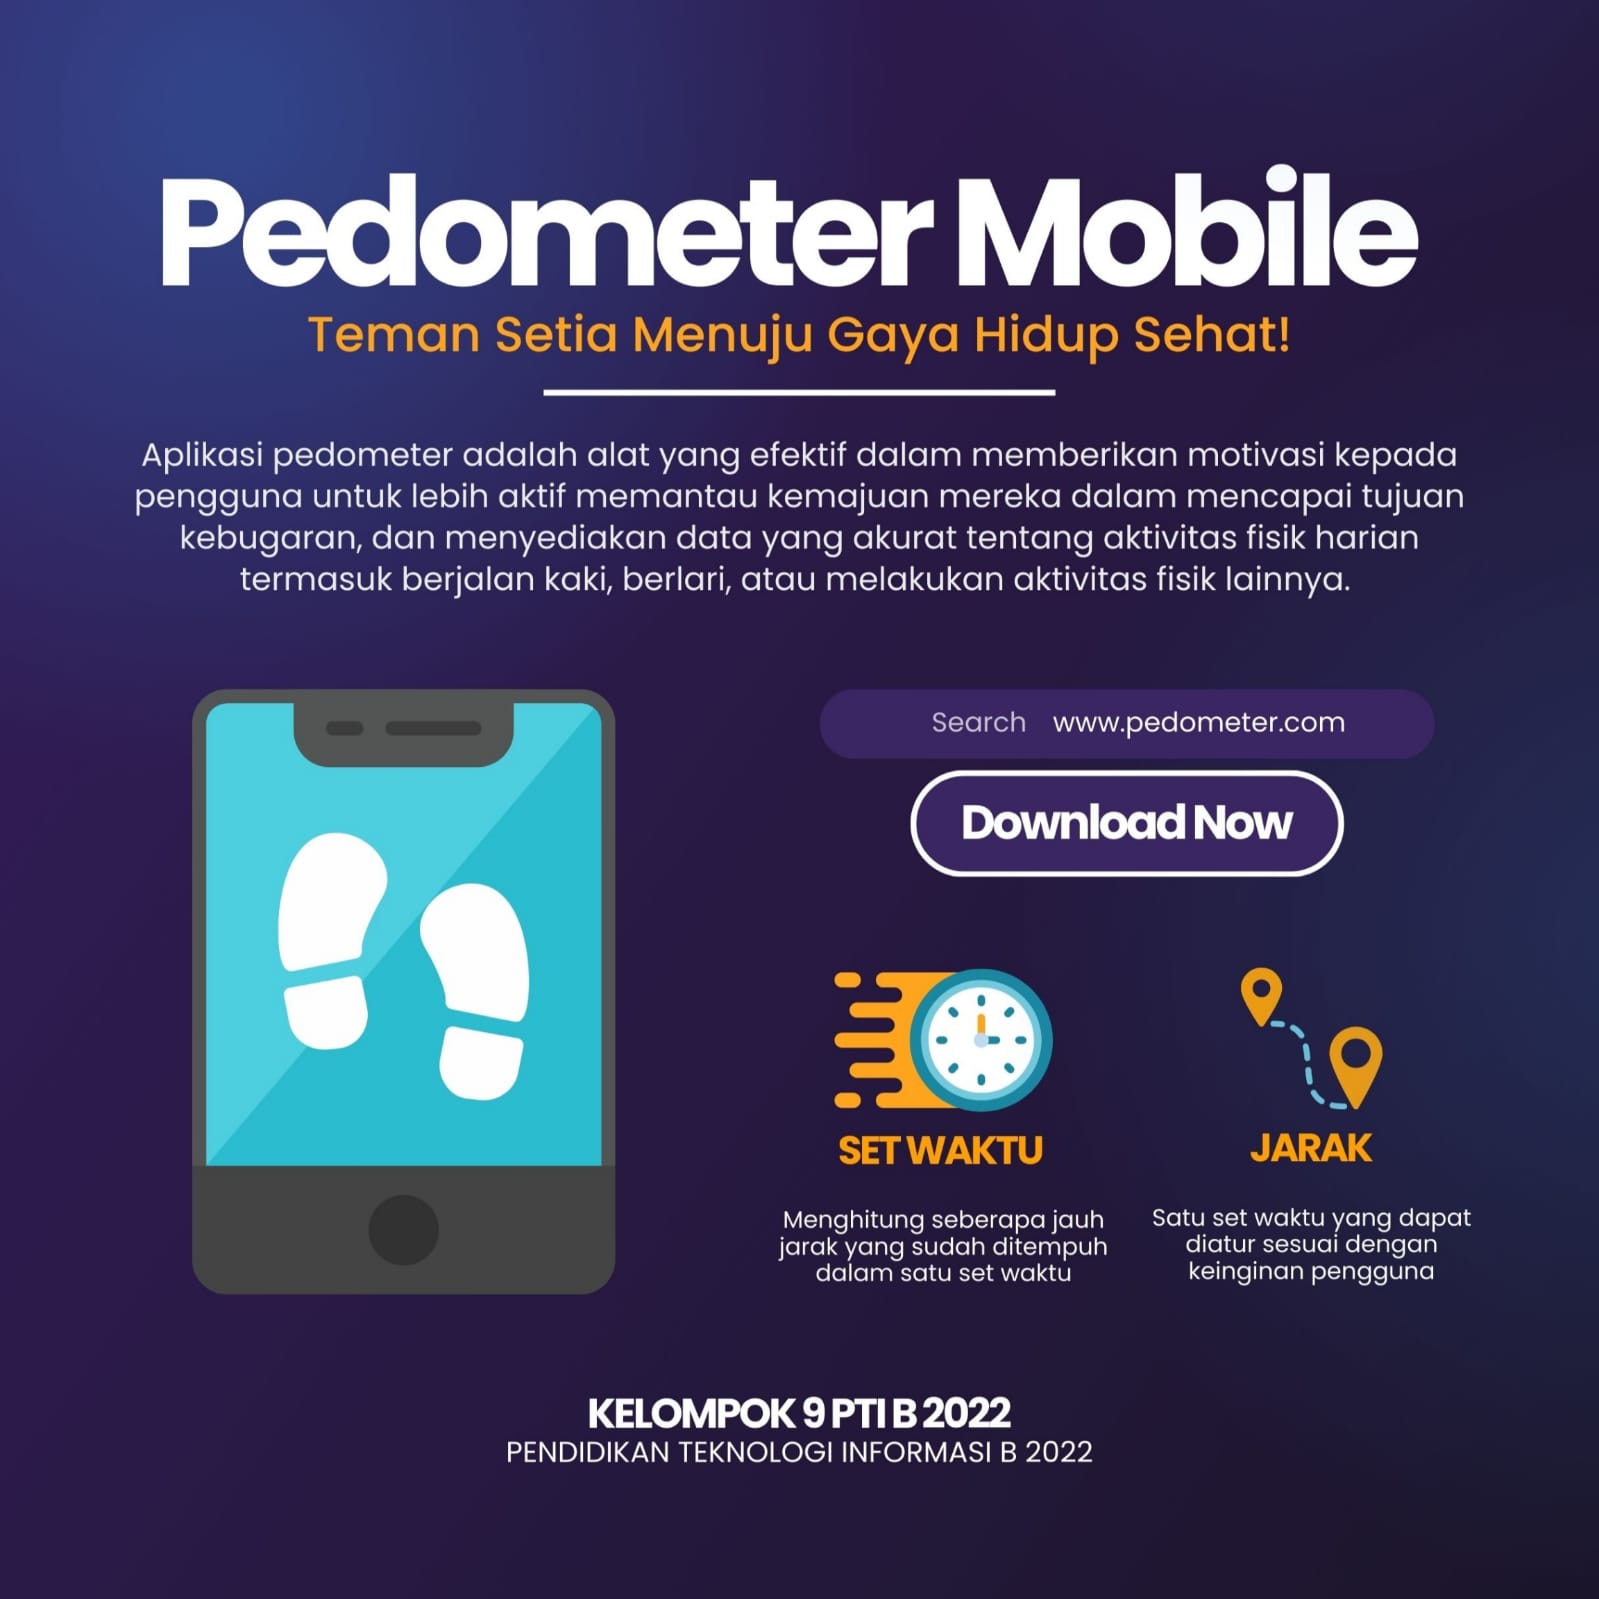 Pedometer Mobile
Teman Setia Menuju Gaya Hidup Sehat!
Aplikasi pedometer adalah alat yang efektif dalam memberikan motivasi kepada
pengguna untuk lebih aktif memantau kemajuan mereka dalam mencapai tujuan
kebugaran, dan menyediakan data yang akurat tentang aktivitas fisik harian
termasuk berjalan kaki, berlari, atau melakukan aktivitas fisik lainnya.
Search www.pedometer.com
Download Now
SET WAKTU
Menghitung seberapa jauh
jarak yang sudah ditempuh
dalam satu set waktu
JARAK
Satu set waktu yang dapat
diatur sesuai dengan
keinginan pengguna
KELOMPOK 9 PTI B 2022
PENDIDIKAN TEKNOLOGI INFORMASI B 2022